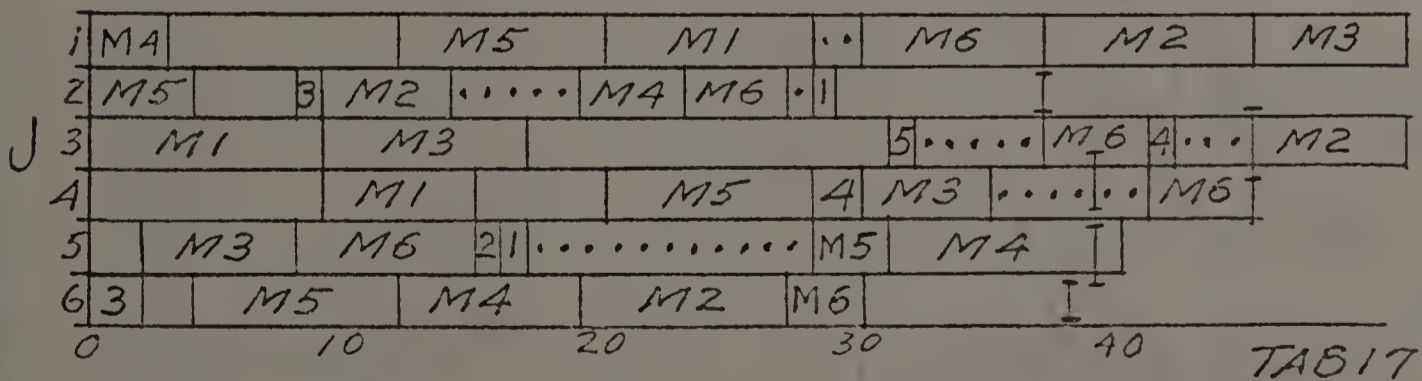 1 M4 M5 M1 •• M6 M2 M3
2 M5 3 M2 ••••• M4 M6 • 1
J 3 M1 M3 5 ••••• M6 4 ••• M2
4 M1 M5 4 M3 •••••• M6
5 M3 M6 2 1 ••••••••••• M5 M4
6 3 M5 M4 M2 M6
0 10 20 30 40 TAB17